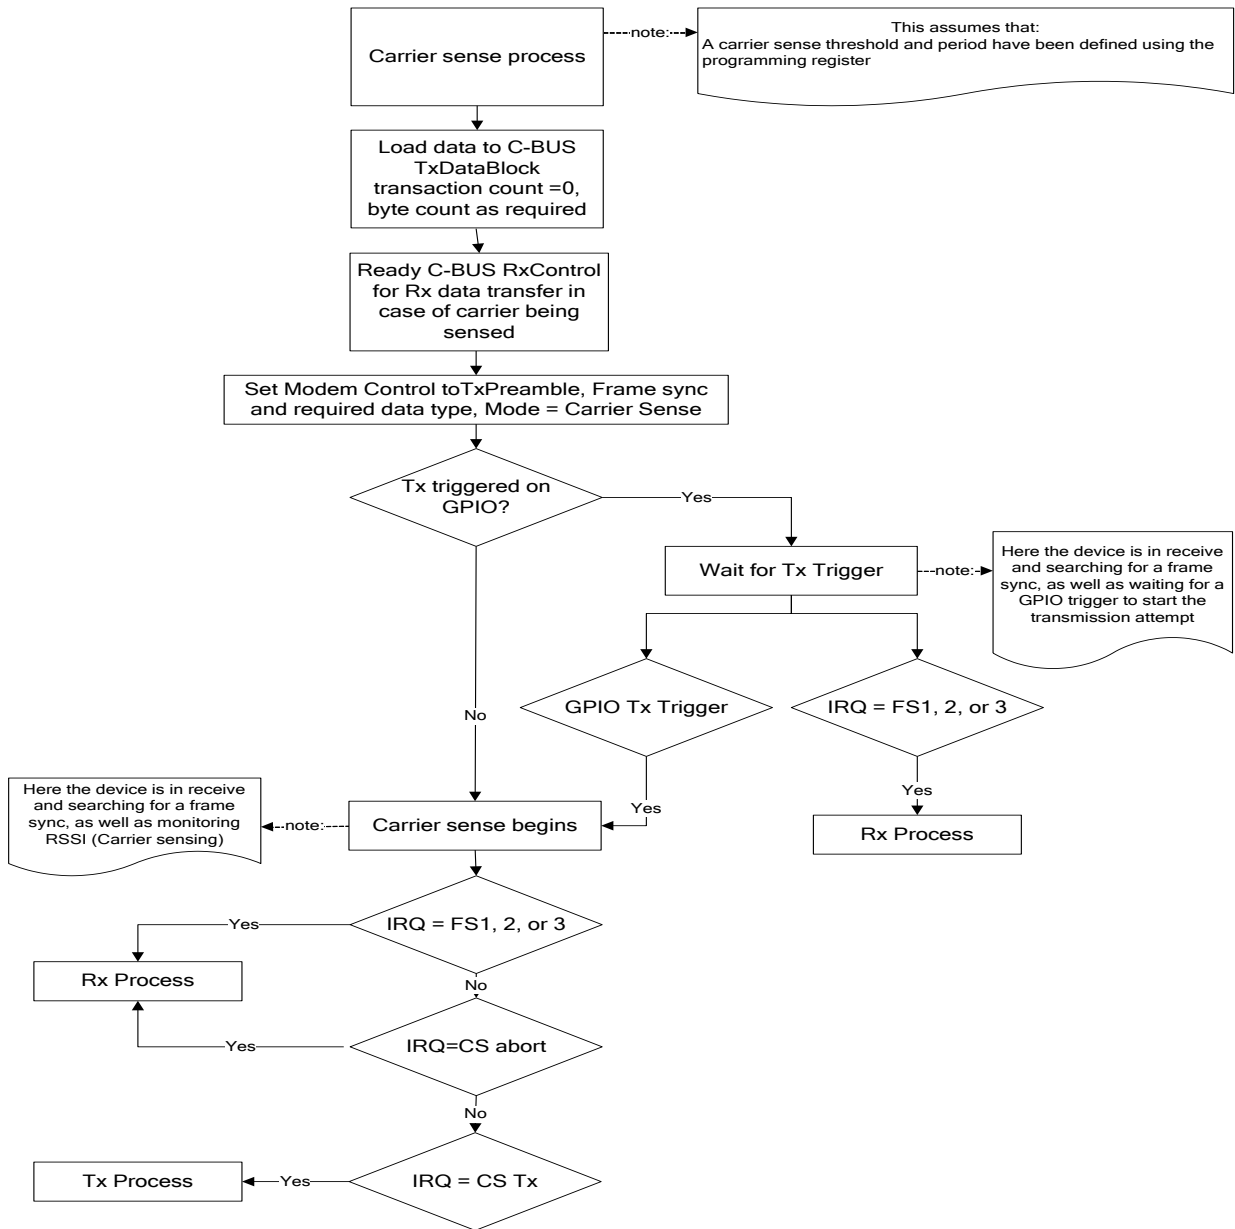 Carrier sense process
note:
This assumes that:
A carrier sense threshold and period have been defined using the
programming register
Load data to C-BUS
TxDataBlock
transaction count =0,
byte count as required
Ready C-BUS RxControl
for Rx data transfer in
case of carrier being
sensed
Set Modem Control toTxPreamble, Frame sync
and required data type, Mode = Carrier Sense
Tx triggered on
GPIO?
Yes
Wait for Tx Trigger
note:
Here the device is in receive
and searching for a frame
sync, as well as waiting for a
GPIO trigger to start the
transmission attempt
GPIO Tx Trigger
IRQ = FS1, 2, or 3
No
Yes
Yes
Rx Process
Here the device is in receive
and searching for a frame
sync, as well as monitoring
RSSI (Carrier sensing)
note:
Carrier sense begins
IRQ = FS1, 2, or 3
Yes
Rx Process
No
IRQ=CS abort
Yes
No
IRQ = CS Tx
Yes
Tx Process